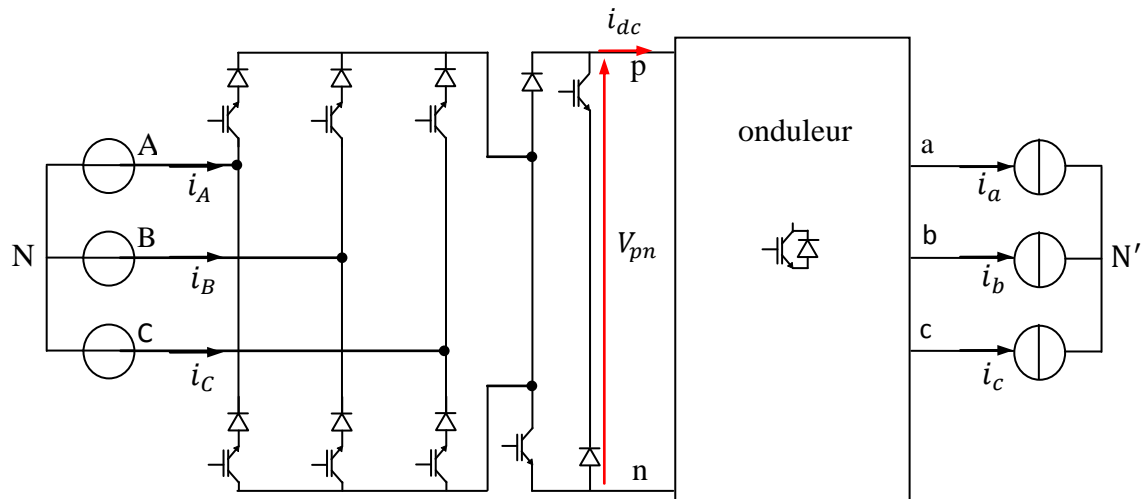 i_dc
p
A
i_A
N
B
i_B
C
i_C
V_pn
n
onduleur
a
i_a
b
i_b
N′
c
i_c